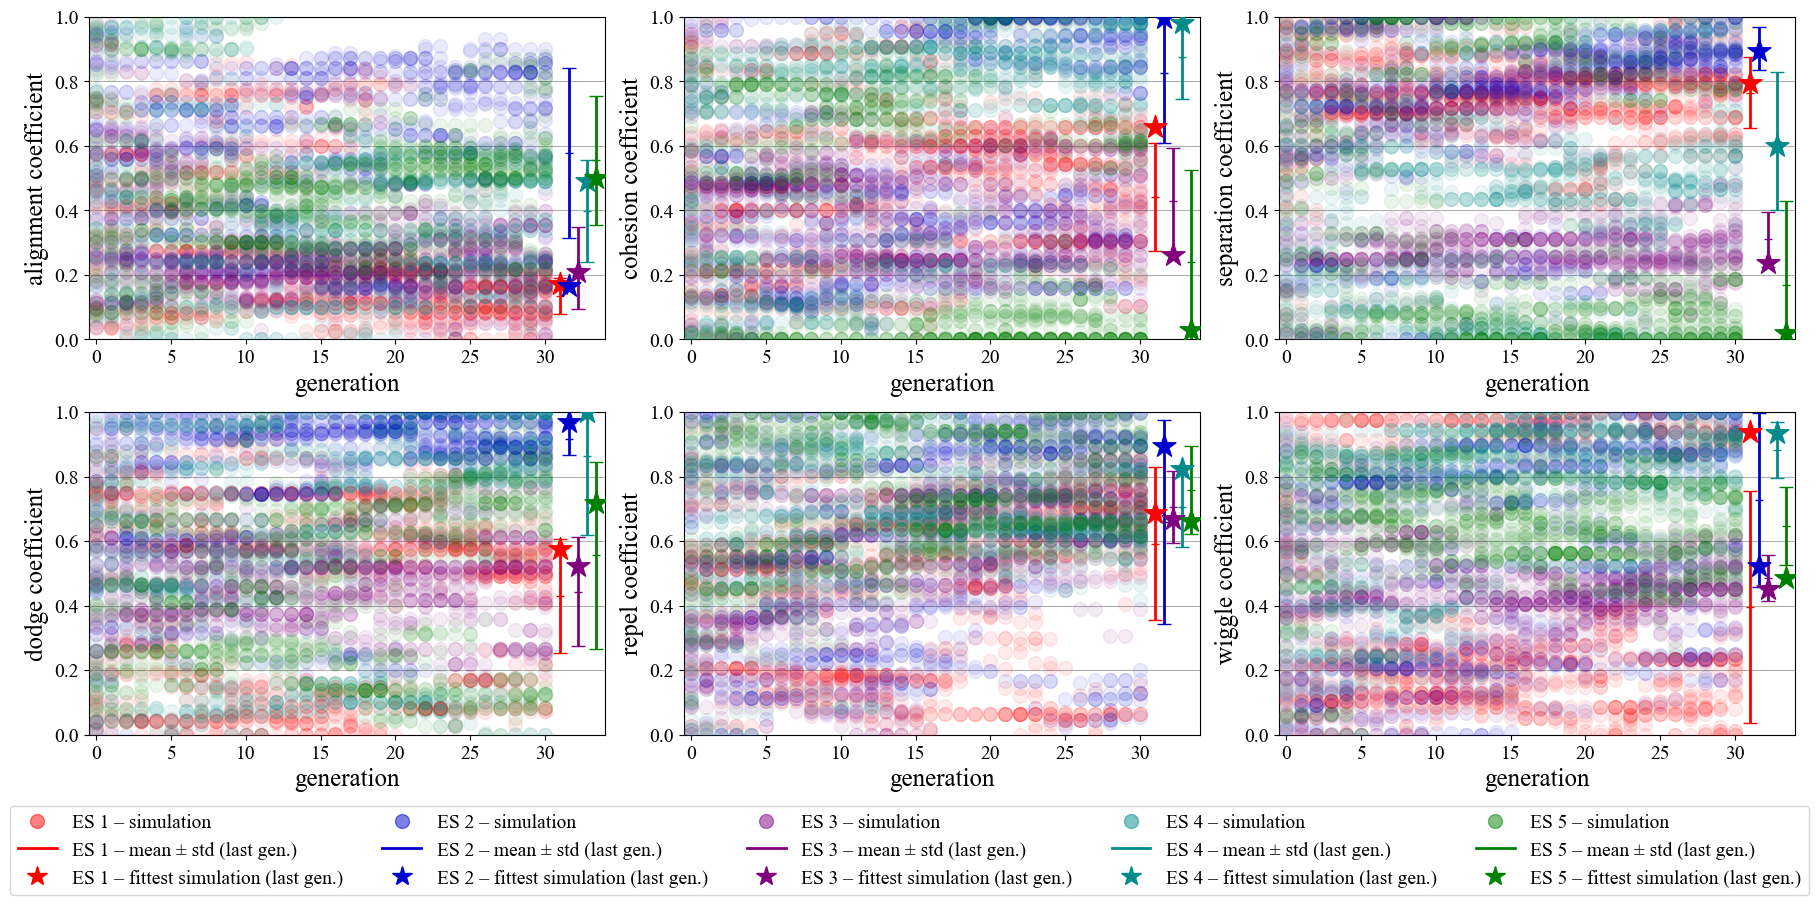 1.0
0.8
0.6
0.4
0.2
0.0
alignment coefficient
0 5 10 15 20 25 30
generation
1.0
0.8
0.6
0.4
0.2
0.0
cohesion coefficient
0 5 10 15 20 25 30
generation
1.0
0.8
0.6
0.4
0.2
0.0
separation coefficient
0 5 10 15 20 25 30
generation
1.0
0.8
0.6
0.4
0.2
0.0
dodge coefficient
0 5 10 15 20 25 30
generation
1.0
0.8
0.6
0.4
0.2
0.0
repel coefficient
0 5 10 15 20 25 30
generation
1.0
0.8
0.6
0.4
0.2
0.0
wiggle coefficient
0 5 10 15 20 25 30
generation
ES 1 – simulation
ES 1 – mean ± std (last gen.)
ES 1 – fittest simulation (last gen.)
ES 2 – simulation
ES 2 – mean ± std (last gen.)
ES 2 – fittest simulation (last gen.)
ES 3 – simulation
ES 3 – mean ± std (last gen.)
ES 3 – fittest simulation (last gen.)
ES 4 – simulation
ES 4 – mean ± std (last gen.)
ES 4 – fittest simulation (last gen.)
ES 5 – simulation
ES 5 – mean ± std (last gen.)
ES 5 – fittest simulation (last gen.)